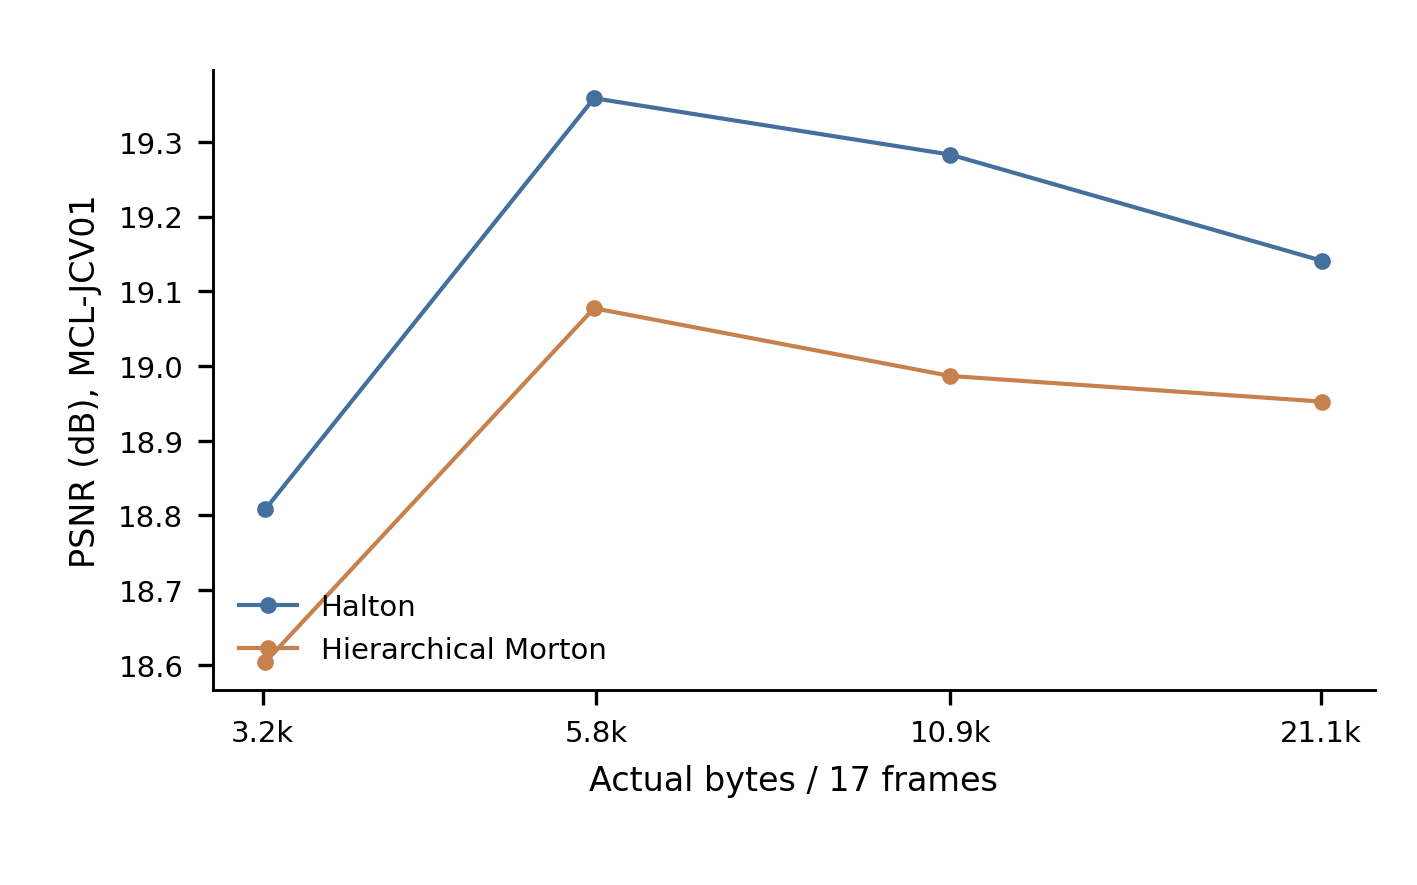 PSNR (dB), MCL-JCV01
19.3
19.2
19.1
19.0
18.9
18.8
18.7
18.6
Halton
Hierarchical Morton
3.2k
5.8k
10.9k
21.1k
Actual bytes / 17 frames